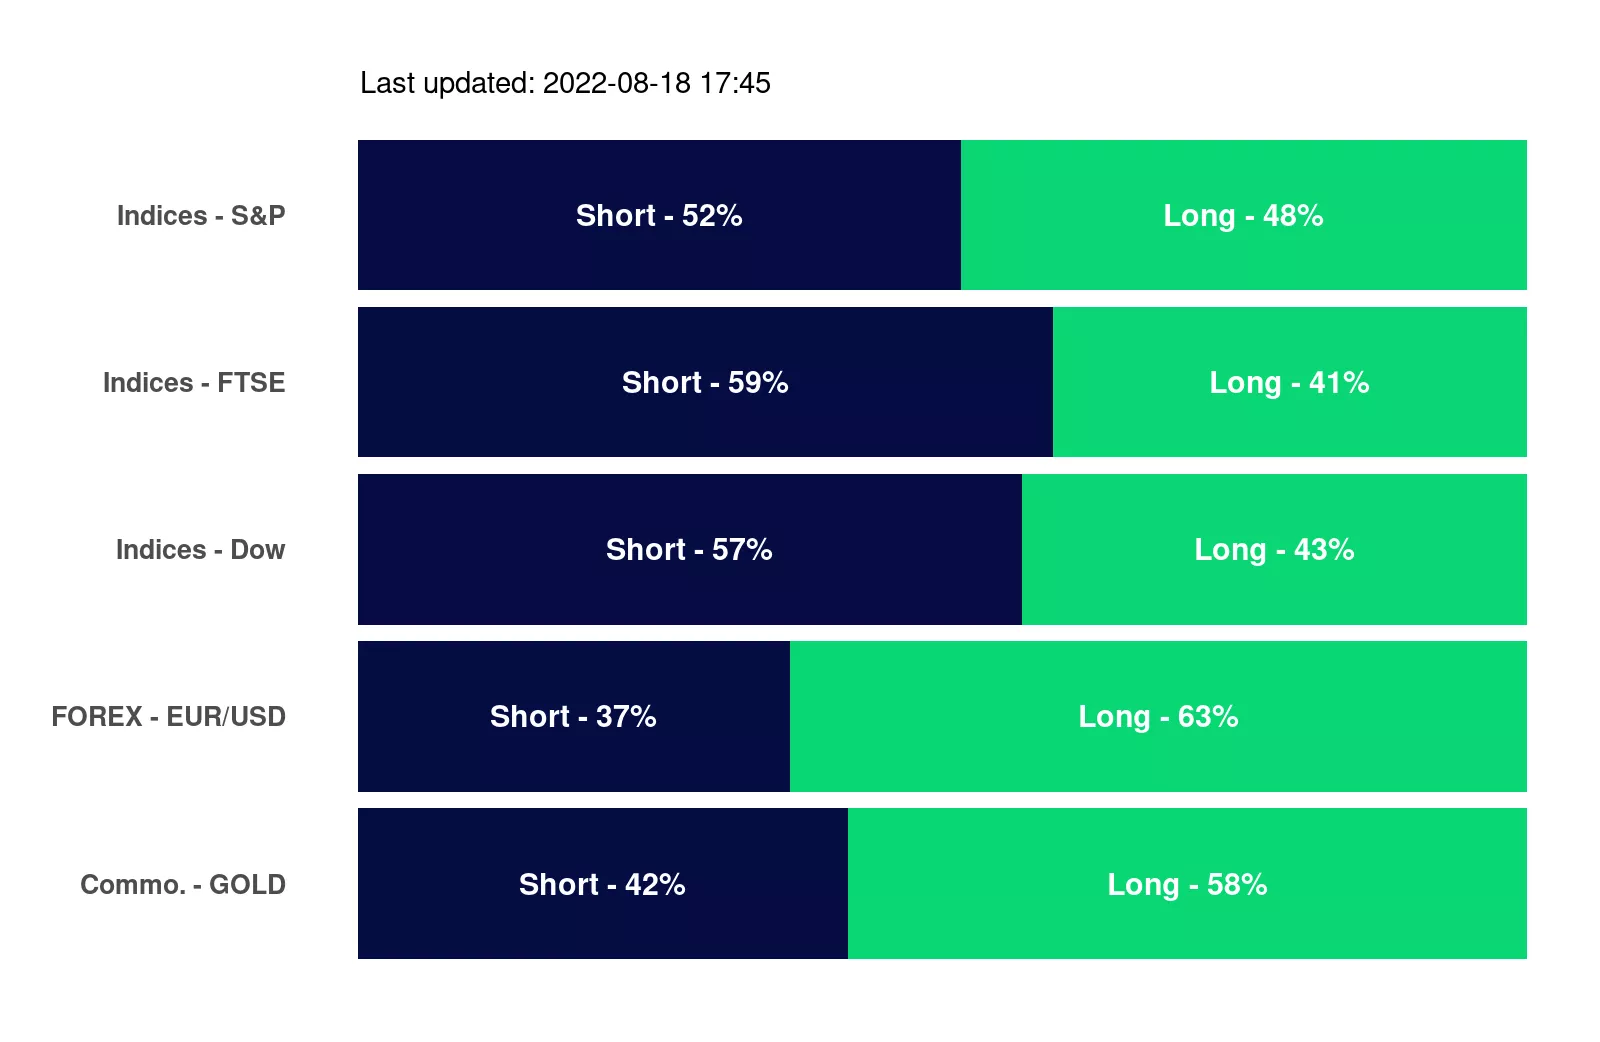 Last updated: 2022-08-18 17:45
Indices - S&P Short - 52% Long - 48%
Indices - FTSE Short - 59% Long - 41%
Indices - Dow Short - 57% Long - 43%
FOREX - EUR/USD Short - 37% Long - 63%
Commo. - GOLD Short - 42% Long - 58%